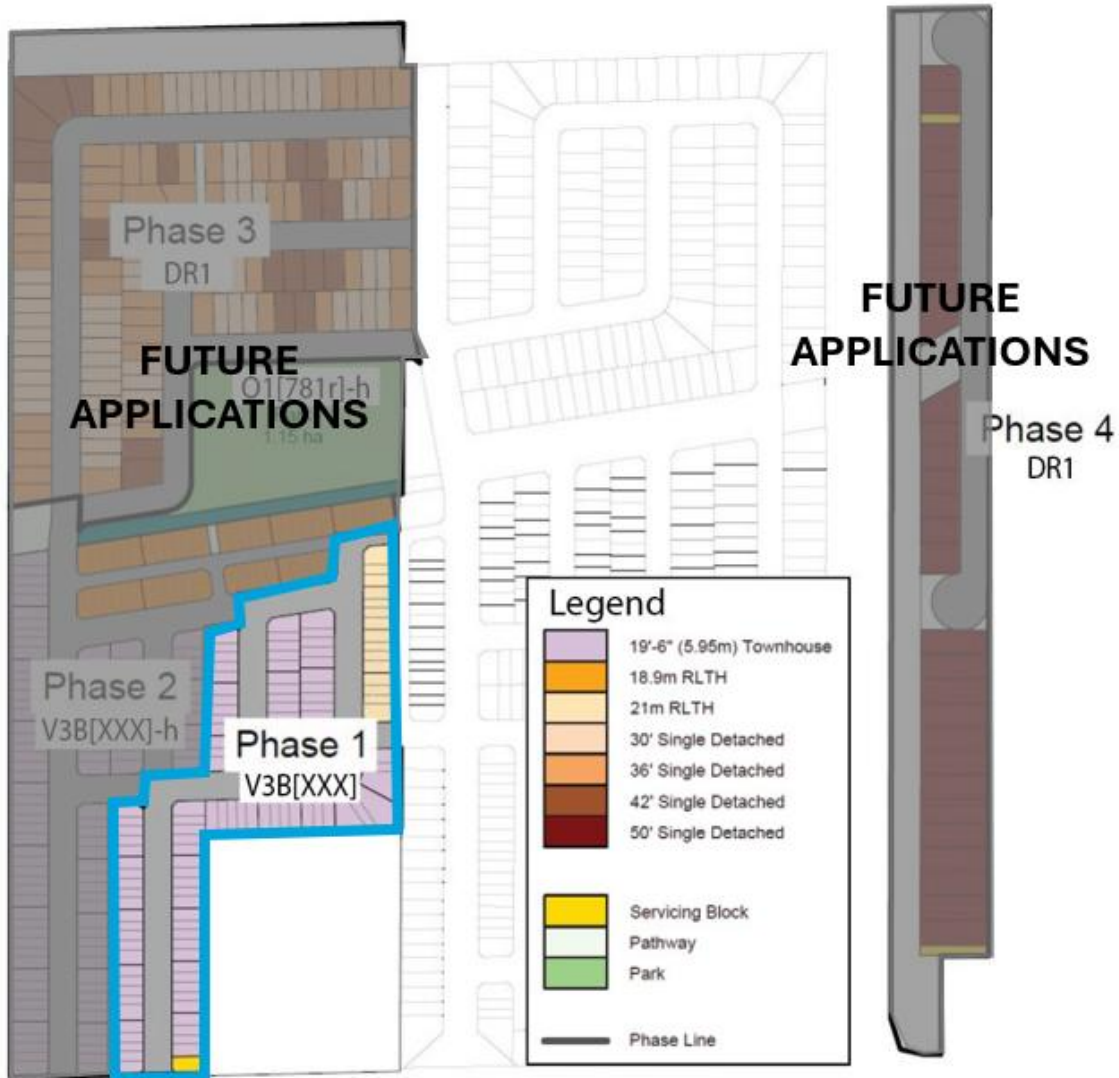 Phase 3
DR1
FUTURE
APPLICATIONS
O1[781r]-h
1.15 ha
Phase 2
V3B[XXX]-h
Phase 1
V3B[XXX]
FUTURE
APPLICATIONS
Phase 4
DR1
Legend
19'-6" (5.95m) Townhouse
18.9m RLTH
21m RLTH
30' Single Detached
36' Single Detached
42' Single Detached
50' Single Detached
Servicing Block
Pathway
Park
Phase Line